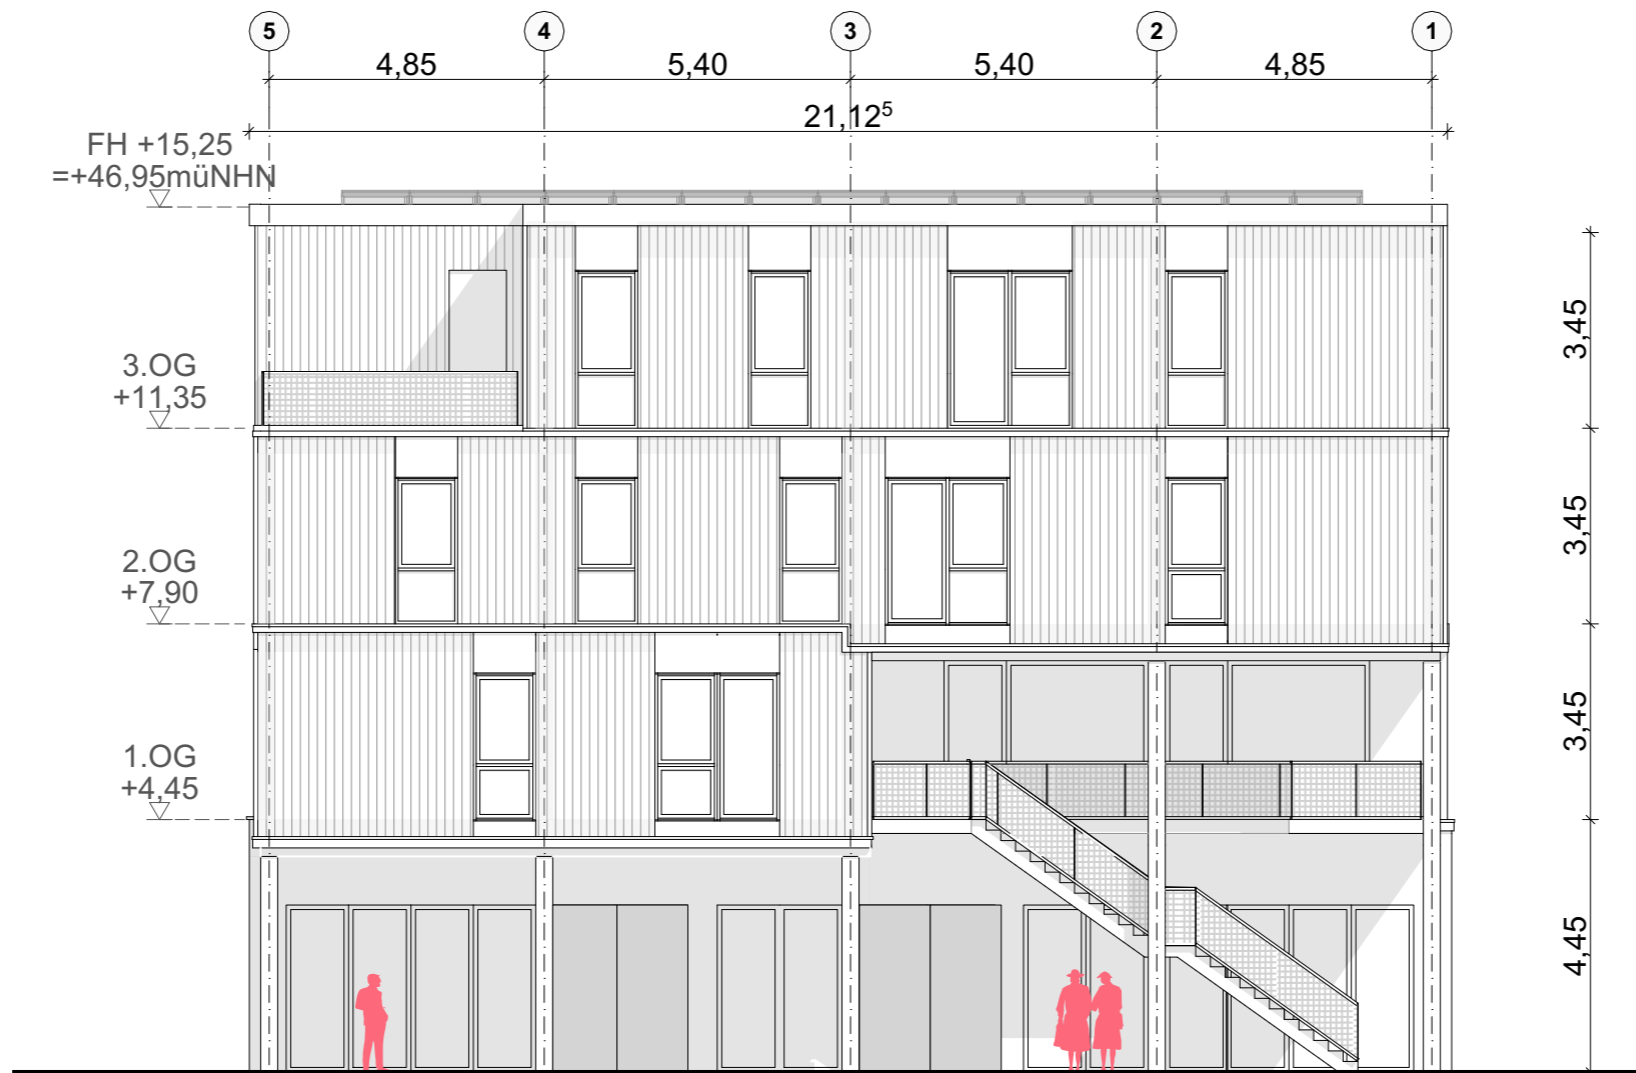 5 4 3 2 1
4,85 5,40 5,40 4,85
21,12⁵
FH +15,25
=+46,95müNHN
3,45
3.OG
+11,35
3,45
2.OG
+7,90
3,45
1.OG
+4,45
4,45